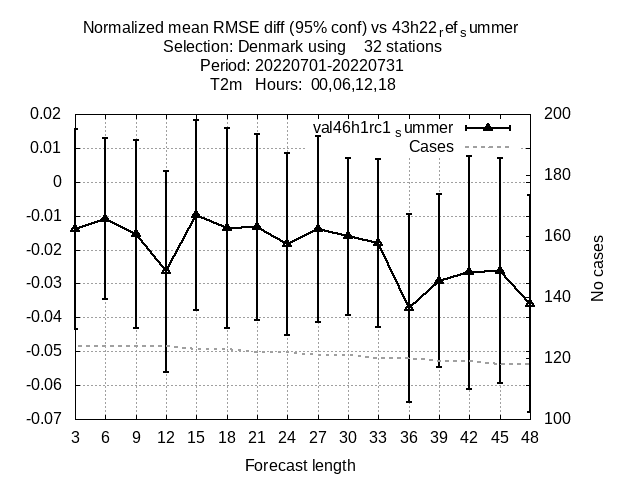 Normalized mean RMSE diff (95% conf) vs 43h22ref summer
Selection: Denmark using 32 stations
Period: 20220701-20220731
T2m Hours: 00,06,12,18
val46h1rc1summer
Cases
0.02
0.01
0
-0.01
-0.02
-0.03
-0.04
-0.05
-0.06
-0.07
200
180
160
140
120
100
No cases
3 6 9 12 15 18 21 24 27 30 33 36 39 42 45 48
Forecast length